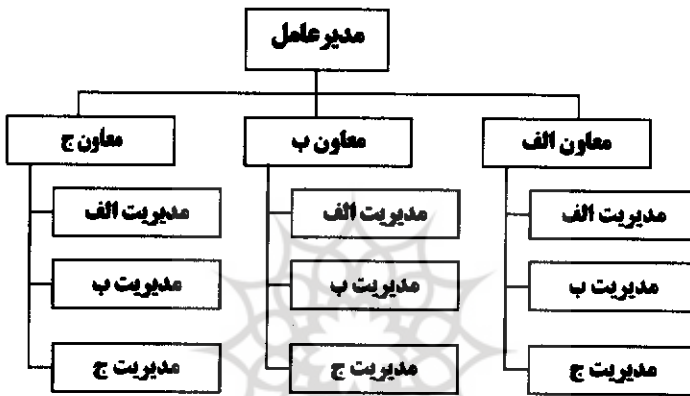 مدیرعامل
معاون الف
معاون ب
معاون ج
مدیریت الف
مدیریت الف
مدیریت الف
مدیریت ب
مدیریت ب
مدیریت ب
مدیریت ج
مدیریت ج
مدیریت ج